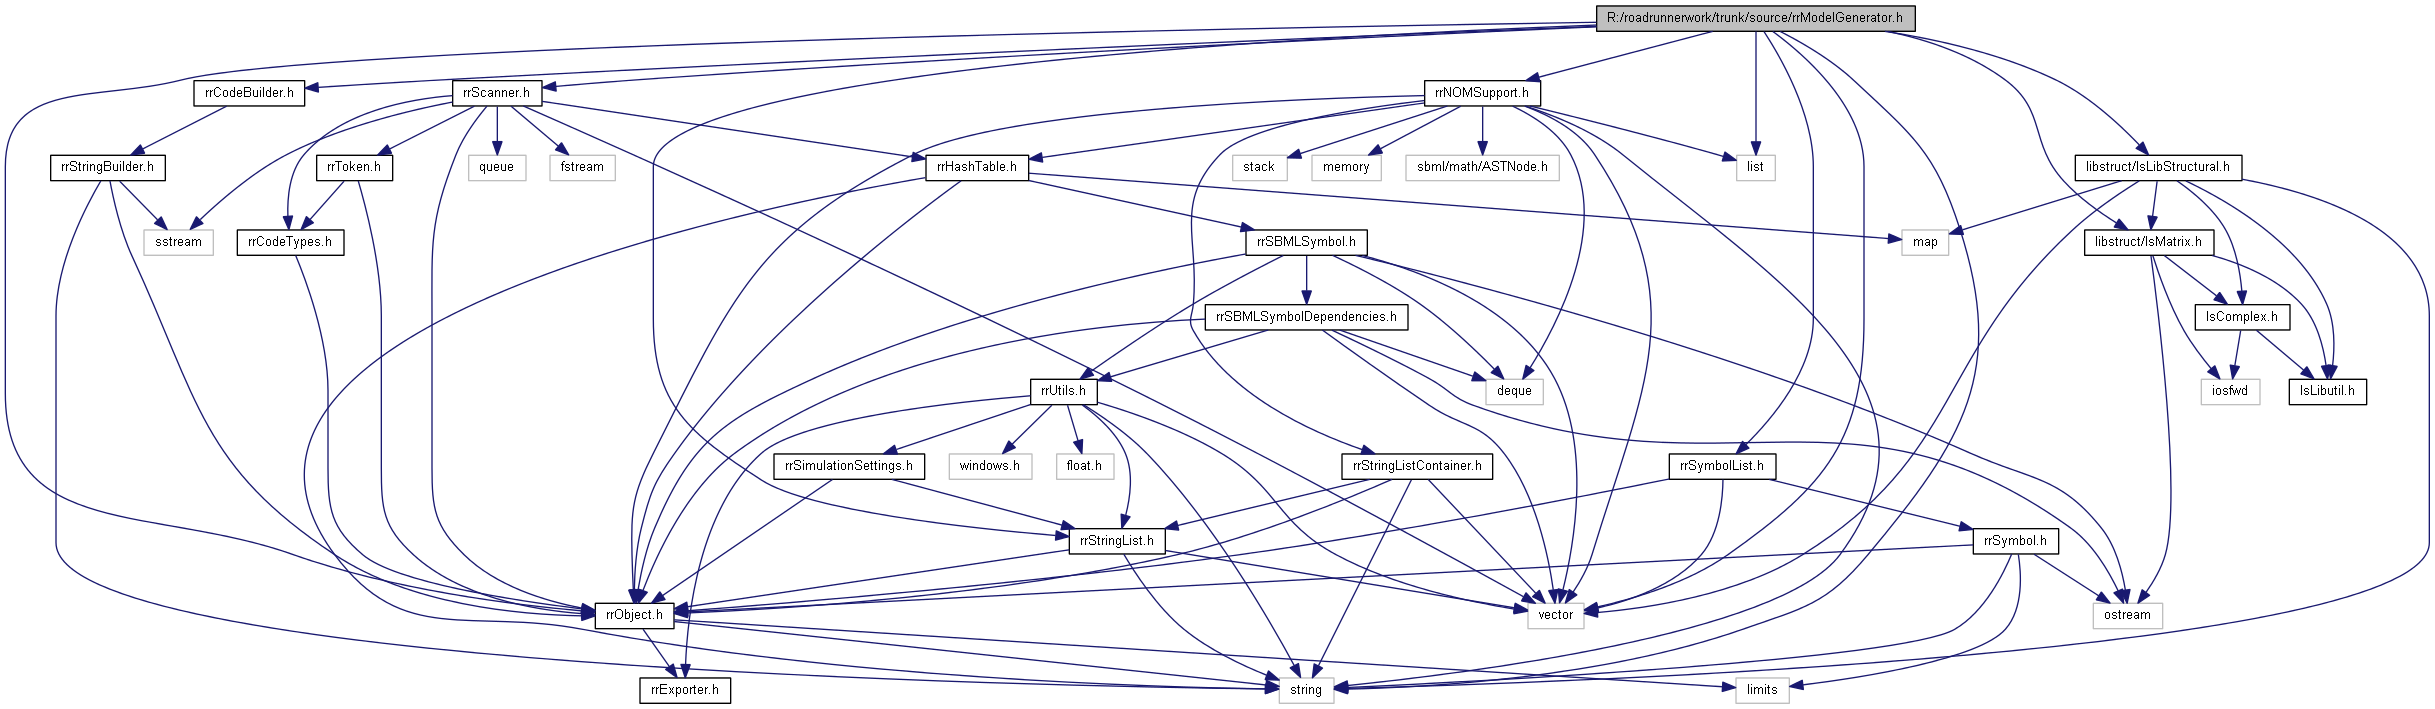 R:/roadrunnerwork/trunk/source/rrModelGenerator.h
rrCodeBuilder.h
rrScanner.h
rrNOMSupport.h
rrStringBuilder.h
rrToken.h
queue
fstream
rrHashTable.h
stack
memory
sbml/math/ASTNode.h
list
libstruct/lsLibStructural.h
sstream
rrCodeTypes.h
rrSBMLSymbol.h
map
libstruct/lsMatrix.h
rrSBMLSymbolDependencies.h
lsComplex.h
rrUtils.h
deque
iosfwd
lsLibutil.h
rrSimulationSettings.h
windows.h
float.h
rrStringListContainer.h
rrSymbolList.h
rrStringList.h
rrSymbol.h
rrObject.h
vector
ostream
rrExporter.h
string
limits